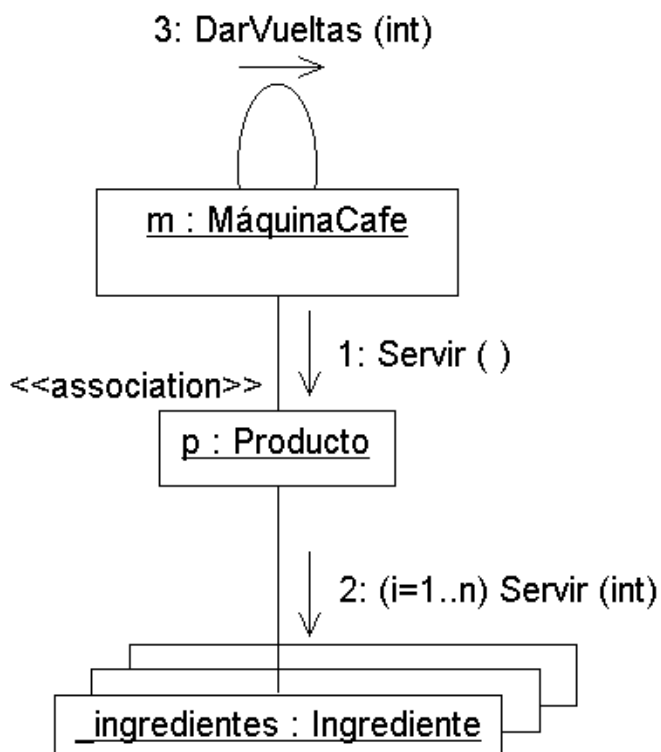 3: DarVueltas (int)
m : MáquinaCafe
1: Servir ( )
<<association>>
p : Producto
2: (i=1..n) Servir (int)
_ingredientes : Ingrediente